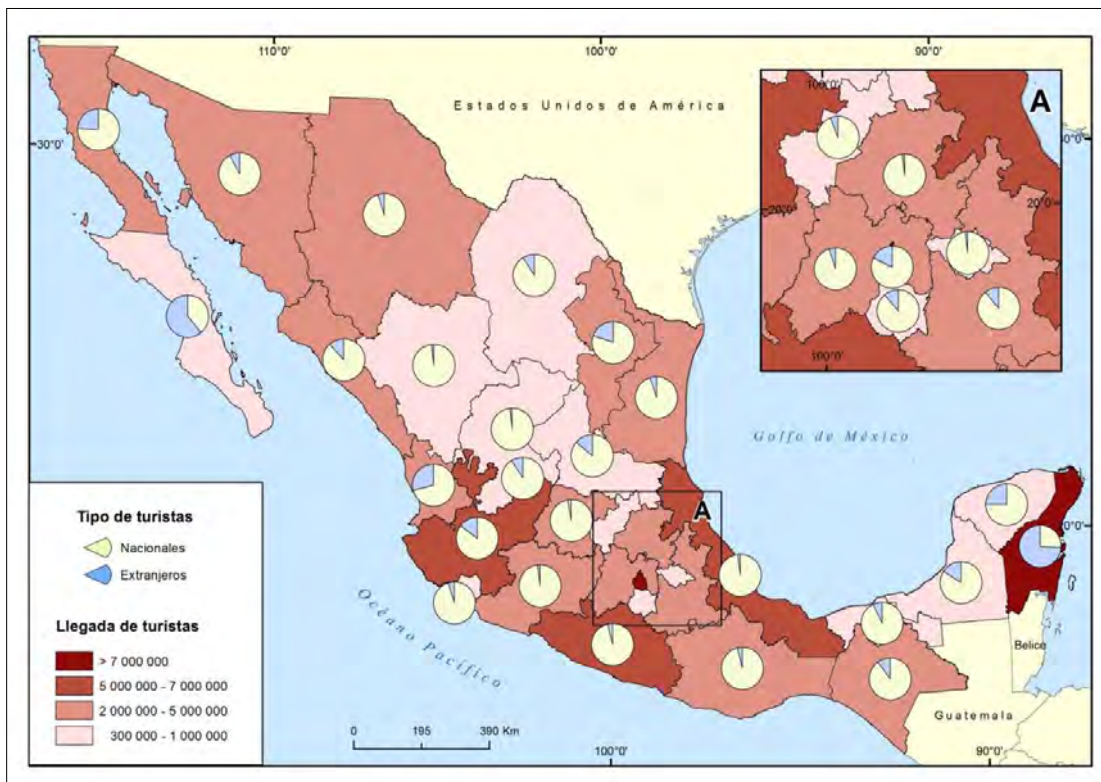 110°0'
100°0'
90°0'
Estados Unidos de América
A
100°0'
30°0'
20°0'
20°0'
100°0'
Golfo de México
A
Tipo de turistas
Nacionales
Extranjeros
Llegada de turistas
> 7 000 000
5 000 000 - 7 000 000
2 000 000 - 5 000 000
300 000 - 1 000 000
Océano Pacífico
Belice
Guatemala
0 195 390 Km
100°0'
90°0'